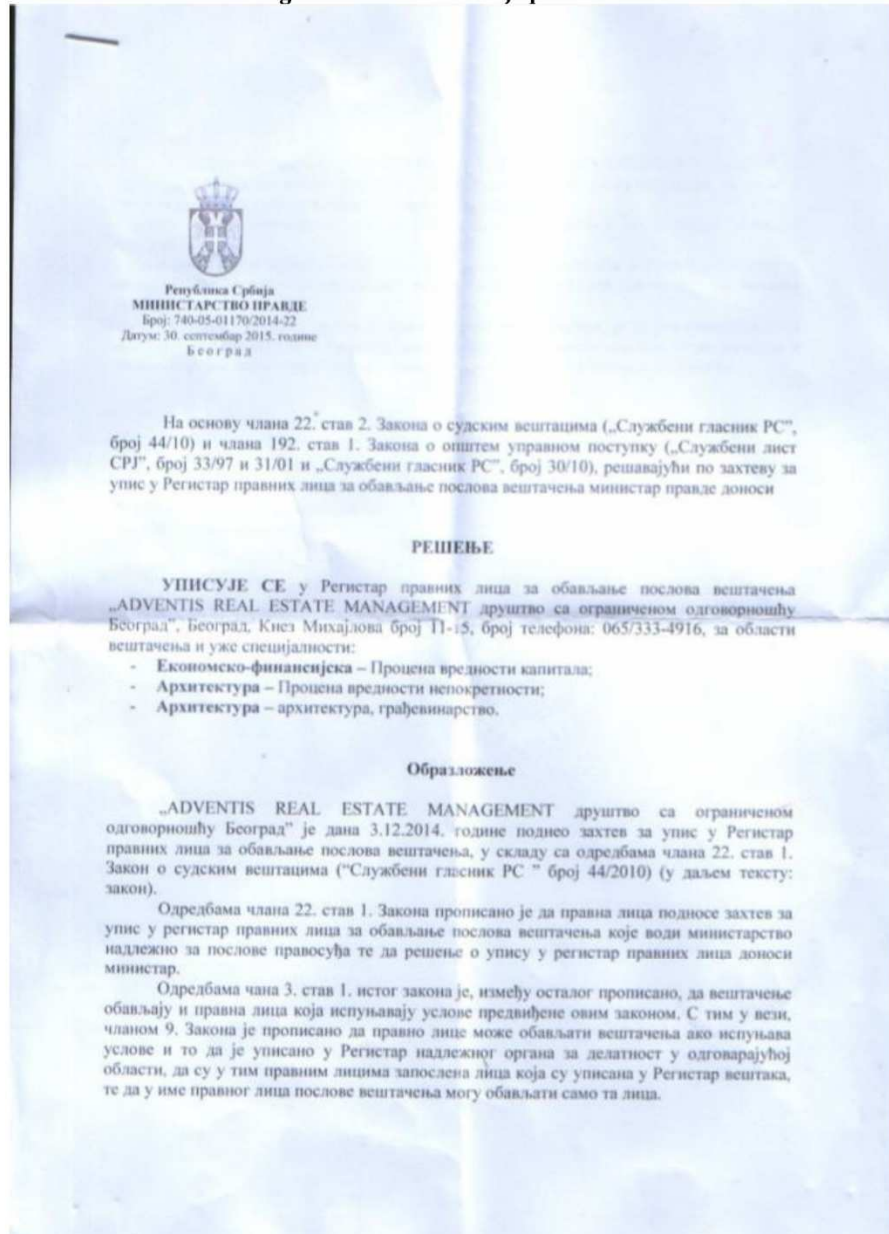 Република Србија
МИНИСТАРСТВО ПРАВДЕ
Број: 740-05-01170/2014-22
Датум: 30. септембар 2015. године
Београд
На основу члана 22. став 2. Закона о судским вештацима („Службени гласник РС”,
број 44/10) и члана 192. став 1. Закона о општем управном поступку („Службени лист
СРЈ”, број 33/97 и 31/01 и „Службени гласник РС”, број 30/10), решавајући по захтеву за
упис у Регистар правних лица за обављање послова вештачења министар правде доноси
РЕШЕЊЕ
УПИСУЈЕ СЕ у Регистар правних лица за обављање послова вештачења
„ADVENTIS REAL ESTATE MANAGEMENT друштво са ограниченом одговорношћу
Београд”, Београд, Кнез Михајлова број 11-15, број телефона: 065/333-4916, за области
вештачења и уже специјалности:
- Економско-финансијска – Процена вредности капитала;
- Архитектура – Процена вредности непокретности;
- Архитектура – архитектура, грађевинарство.
Образложење
„ADVENTIS REAL ESTATE MANAGEMENT друштво са ограниченом
одговорношћу Београд” је дана 3.12.2014. године поднео захтев за упис у Регистар
правних лица за обављање послова вештачења, у складу са одредбама члана 22. став 1.
Закон о судским вештацима (“Службени гласник РС ” број 44/2010) (у даљем тексту:
закон).
Одредбама члана 22. став 1. Закона прописано је да правна лица подносе захтев за
упис у регистар правних лица за обављање послова вештачења које води министарство
надлежно за послове правосуђа те да решење о упису у регистар правних лица доноси
министар.
Одредбама чана 3. став 1. истог закона је, између осталог прописано, да вештачење
обављају и правна лица која испуњавају услове предвиђене овим законом. С тим у вези,
чланом 9. Закона је прописано да правно лице може обављати вештачења ако испуњава
услове и то да је уписано у Регистар надлежног органа за делатност у одговарајућој
области, да су у тим правним лицима запослена лица која су уписана у Регистар вештака,
те да у име правног лица послове вештачења могу обављати само та лица.